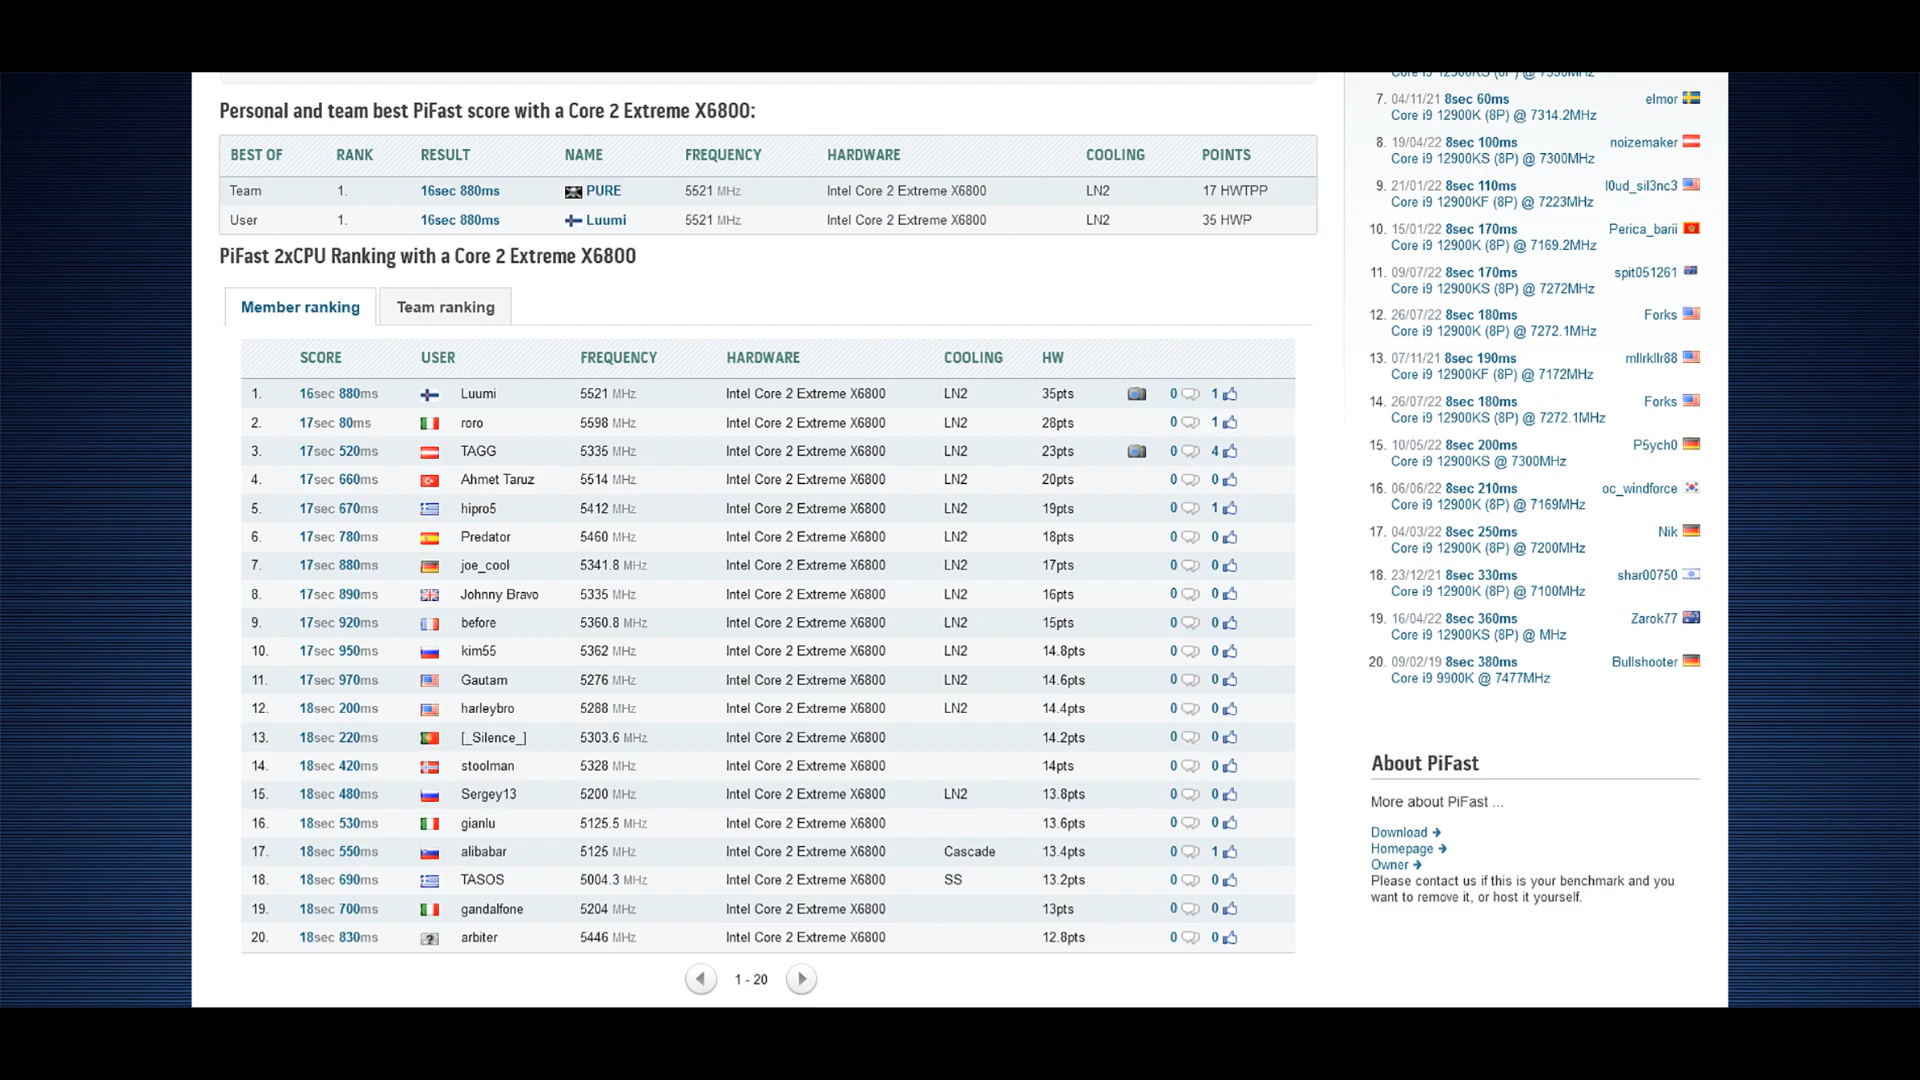 Personal and team best PiFast score with a Core 2 Extreme X6800:
BEST OF RANK RESULT NAME FREQUENCY HARDWARE COOLING POINTS
Team 1. 16sec 880ms PURE 5521 MHz Intel Core 2 Extreme X6800 LN2 17 HWTPP
User 1. 16sec 880ms Luumi 5521 MHz Intel Core 2 Extreme X6800 LN2 35 HWP
PiFast 2xCPU Ranking with a Core 2 Extreme X6800
Member ranking Team ranking
SCORE USER FREQUENCY HARDWARE COOLING HW
1. 16sec 880ms Luumi 5521 MHz Intel Core 2 Extreme X6800 LN2 35pts 0 1
2. 17sec 80ms roro 5598 MHz Intel Core 2 Extreme X6800 LN2 28pts 0 1
3. 17sec 520ms TAGG 5335 MHz Intel Core 2 Extreme X6800 LN2 23pts 0 4
4. 17sec 660ms Ahmet Taruz 5514 MHz Intel Core 2 Extreme X6800 LN2 20pts 0 0
5. 17sec 670ms hipro5 5412 MHz Intel Core 2 Extreme X6800 LN2 19pts 0 1
6. 17sec 780ms Predator 5460 MHz Intel Core 2 Extreme X6800 LN2 18pts 0 0
7. 17sec 880ms joe_cool 5341.8 MHz Intel Core 2 Extreme X6800 LN2 17pts 0 0
8. 17sec 890ms Johnny Bravo 5335 MHz Intel Core 2 Extreme X6800 LN2 16pts 0 0
9. 17sec 920ms before 5360.8 MHz Intel Core 2 Extreme X6800 LN2 15pts 0 0
10. 17sec 950ms kim55 5362 MHz Intel Core 2 Extreme X6800 LN2 14.8pts 0 0
11. 17sec 970ms Gautam 5276 MHz Intel Core 2 Extreme X6800 LN2 14.6pts 0 0
12. 18sec 200ms harleybro 5288 MHz Intel Core 2 Extreme X6800 LN2 14.4pts 0 0
13. 18sec 220ms [_Silence_] 5303.6 MHz Intel Core 2 Extreme X6800 14.2pts 0 0
14. 18sec 420ms stoolman 5328 MHz Intel Core 2 Extreme X6800 14pts 0 0
15. 18sec 480ms Sergey13 5200 MHz Intel Core 2 Extreme X6800 LN2 13.8pts 0 0
16. 18sec 530ms gianlu 5125.5 MHz Intel Core 2 Extreme X6800 13.6pts 0 0
17. 18sec 550ms alibabar 5125 MHz Intel Core 2 Extreme X6800 Cascade 13.4pts 0 1
18. 18sec 690ms TASOS 5004.3 MHz Intel Core 2 Extreme X6800 SS 13.2pts 0 0
19. 18sec 700ms gandalfone 5204 MHz Intel Core 2 Extreme X6800 13pts 0 0
20. 18sec 830ms arbiter 5446 MHz Intel Core 2 Extreme X6800 12.8pts 0 0
1 - 20
7. 04/11/21 8sec 60ms elmor
Core i9 12900K (8P) @ 7314.2MHz
8. 19/04/22 8sec 100ms noizemaker
Core i9 12900KS (8P) @ 7300MHz
9. 21/01/22 8sec 110ms l0ud_sil3nc3
Core i9 12900KF (8P) @ 7223MHz
10. 15/01/22 8sec 170ms Perica_barii
Core i9 12900K (8P) @ 7169.2MHz
11. 09/07/22 8sec 170ms spit051261
Core i9 12900KS (8P) @ 7272MHz
12. 26/07/22 8sec 180ms Forks
Core i9 12900K (8P) @ 7272.1MHz
13. 07/11/21 8sec 190ms mllrkllr88
Core i9 12900KF (8P) @ 7172MHz
14. 26/07/22 8sec 180ms Forks
Core i9 12900KS (8P) @ 7272.1MHz
15. 10/05/22 8sec 200ms P5ych0
Core i9 12900KS @ 7300MHz
16. 06/06/22 8sec 210ms oc_windforce
Core i9 12900K (8P) @ 7169MHz
17. 04/03/22 8sec 250ms Nik
Core i9 12900K (8P) @ 7200MHz
18. 23/12/21 8sec 330ms shar00750
Core i9 12900K (8P) @ 7100MHz
19. 16/04/22 8sec 360ms Zarok77
Core i9 12900KS (8P) @ MHz
20. 09/02/19 8sec 380ms Bullshooter
Core i9 9900K @ 7477MHz
About PiFast
More about PiFast ...
Download
Homepage
Owner
Please contact us if this is your benchmark and you
want to remove it, or host it yourself.